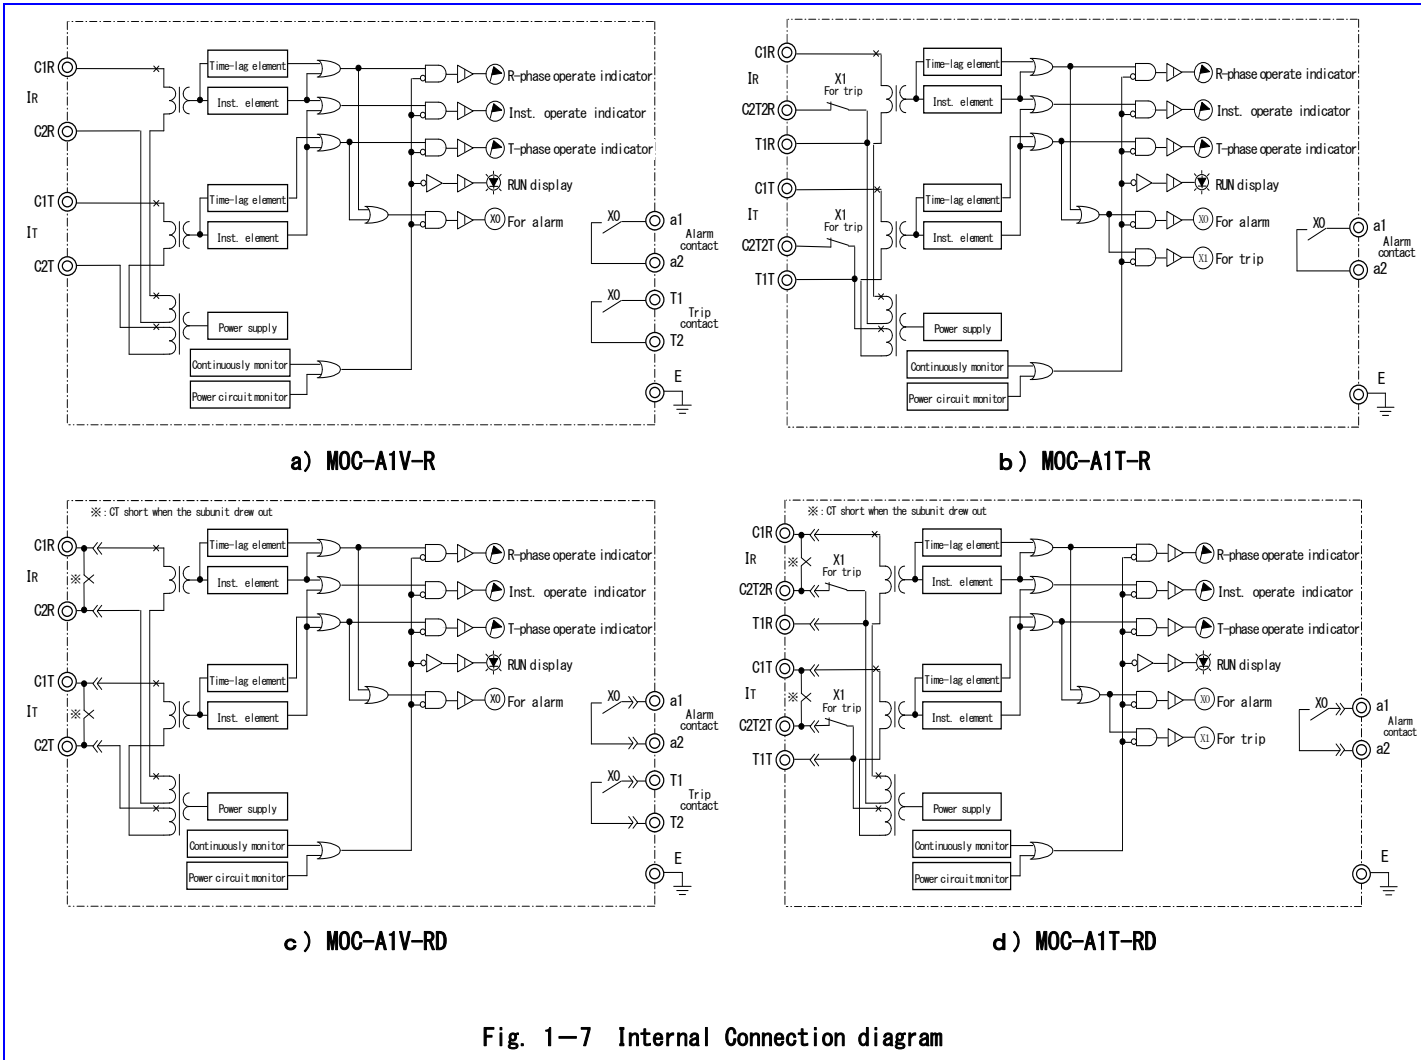 C1R
IR
C2R
C1T
IT
C2T
Time-lag element
Inst. element
Time-lag element
Inst. element
Power supply
Continuously monitor
Power circuit monitor
R-phase operate indicator
Inst. operate indicator
T-phase operate indicator
RUN display
X0 For alarm
X0
a1
Alarm
contact
a2
X0
T1
Trip
contact
T2
E
a) MOC-A1V-R
C1R
IR
C2T2R
T1R
C1T
IT
C2T2T
T1T
X1
For trip
X1
For trip
Time-lag element
Inst. element
Time-lag element
Inst. element
Power supply
Continuously monitor
Power circuit monitor
R-phase operate indicator
Inst. operate indicator
T-phase operate indicator
RUN display
X0 For alarm
X1 For trip
X0
a1
Alarm
contact
a2
E
b) MOC-A1T-R
※:CT short when the subunit drew out
C1R
IR
※
C2R
C1T
IT
※
C2T
Time-lag element
Inst. element
Time-lag element
Inst. element
Power supply
Continuously monitor
Power circuit monitor
R-phase operate indicator
Inst. operate indicator
T-phase operate indicator
RUN display
X0 For alarm
X0
a1
Alarm
contact
a2
X0
T1
Trip
contact
T2
E
c) MOC-A1V-RD
※:CT short when the subunit drew out
C1R
IR
※
C2T2R
T1R
C1T
IT
※
C2T2T
T1T
X1
For trip
X1
For trip
Time-lag element
Inst. element
Time-lag element
Inst. element
Power supply
Continuously monitor
Power circuit monitor
R-phase operate indicator
Inst. operate indicator
T-phase operate indicator
RUN display
X0 For alarm
X1 For trip
X0
a1
Alarm
contact
a2
E
d) MOC-A1T-RD
Fig. 1－7 Internal Connection diagram